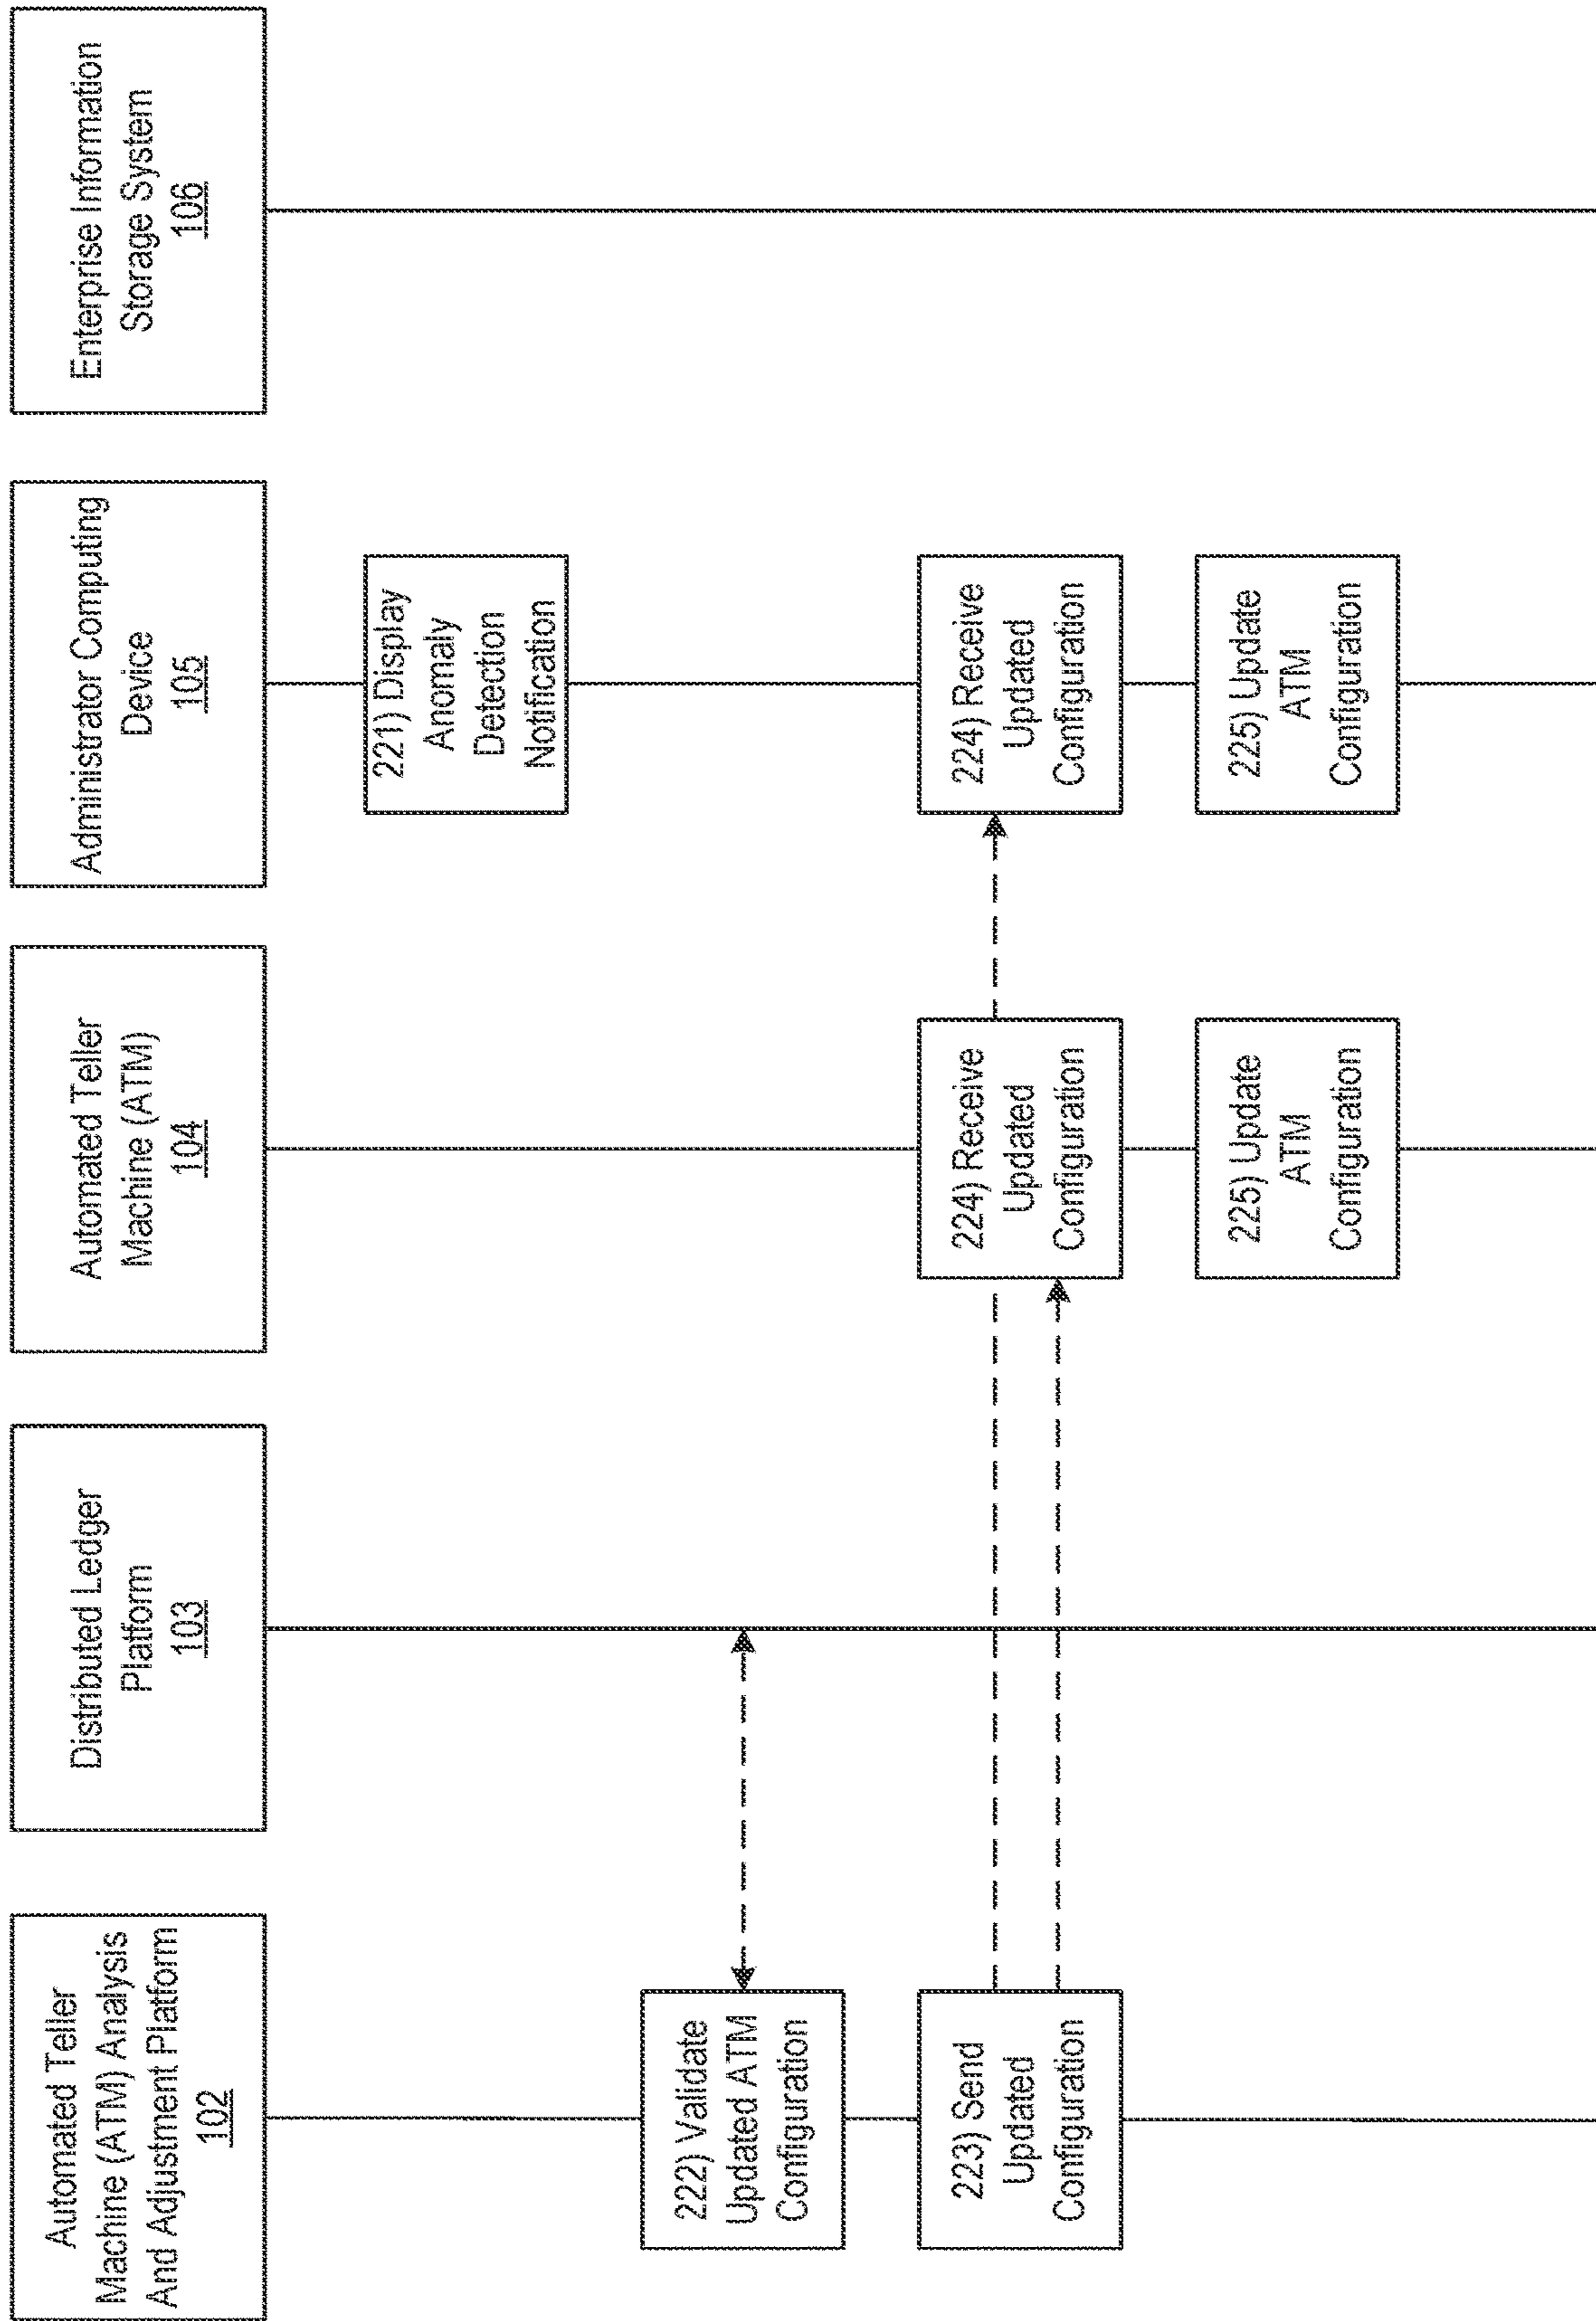 Automated Teller
Machine (ATM) Analysis
And Adjustment Platform
102
Distributed Ledger
Platform
103
Automated Teller
Machine (ATM)
104
Administrator Computing
Device
105
Enterprise Information
Storage System
106
221) Display
Anomaly
Detection
Notification
222) Validate
Updated ATM
Configuration
223) Send
Updated
Configuration
224) Receive
Updated
Configuration
224) Receive
Updated
Configuration
225) Update
ATM
Configuration
225) Update
ATM
Configuration